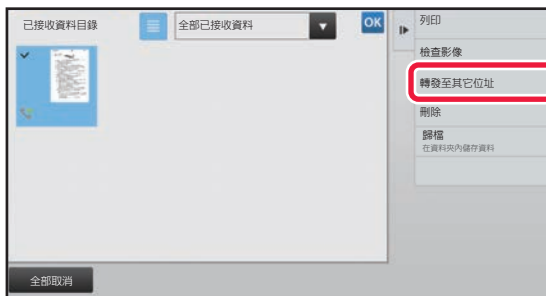 已接收資料目錄
全部已接收資料
OK
列印
檢查影像
轉發至其它位址
刪除
歸檔
在資料夾內儲存資料
全部取消